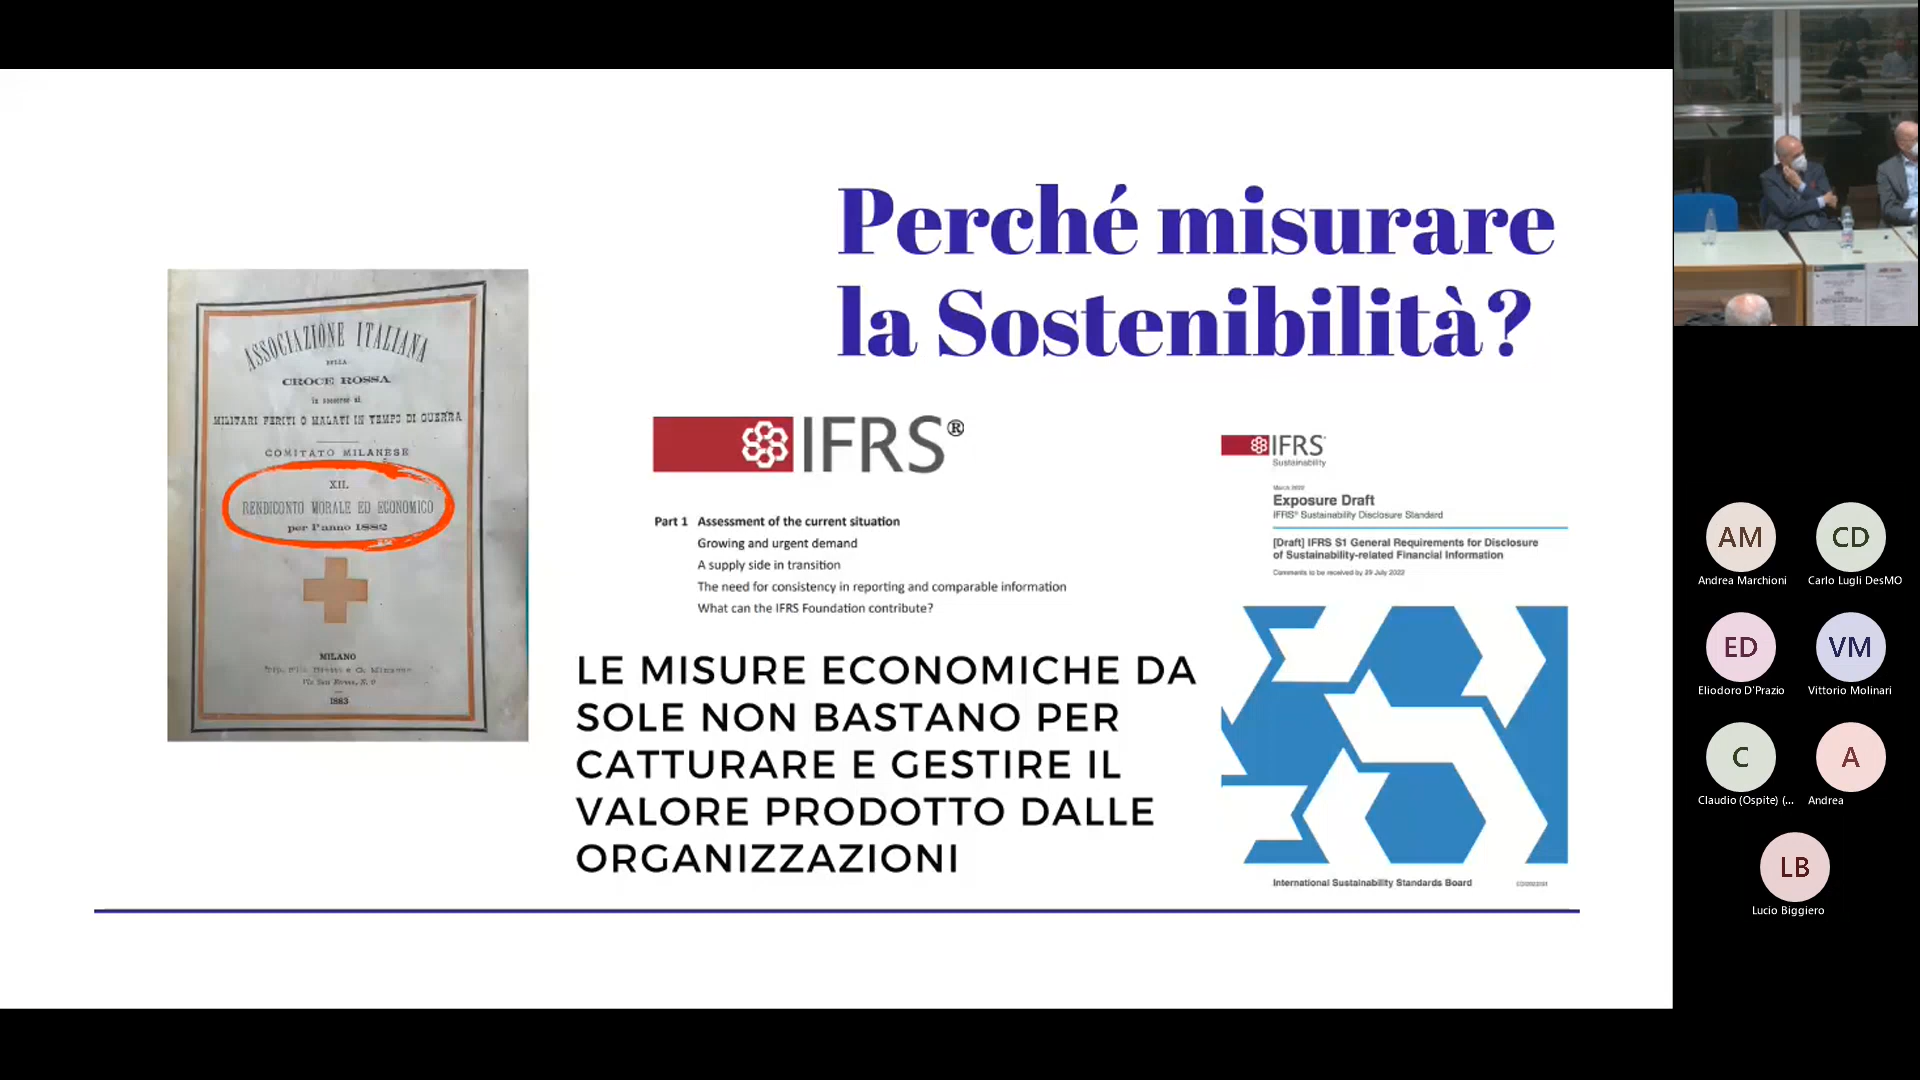 Perché misurare
la Sostenibilità?
ASSOCIAZIONE ITALIANA
DELLA
CROCE ROSSA
in soccorso ai
MILITARI FERITI O MALATI IN TEMPO DI GUERRA
COMITATO MILANESE
XII.
RENDICONTO MORALE ED ECONOMICO
per l'anno 1882
MILANO
1883
IFRS®
Part 1 Assessment of the current situation
Growing and urgent demand
A supply side in transition
The need for consistency in reporting and comparable information
What can the IFRS Foundation contribute?
LE MISURE ECONOMICHE DA
SOLE NON BASTANO PER
CATTURARE E GESTIRE IL
VALORE PRODOTTO DALLE
ORGANIZZAZIONI
IFRS
Sustainability
March 2022
Exposure Draft
IFRS® Sustainability Disclosure Standard
[Draft] IFRS S1 General Requirements for Disclosure
of Sustainability-related Financial Information
Comments to be received by 29 July 2022
International Sustainability Standards Board
AM
Andrea Marchioni
CD
Carlo Lugli DesMO
ED
Eliodoro D'Prazio
VM
Vittorio Molinari
C
Claudio (Ospite) (...
A
Andrea
LB
Lucio Biggiero